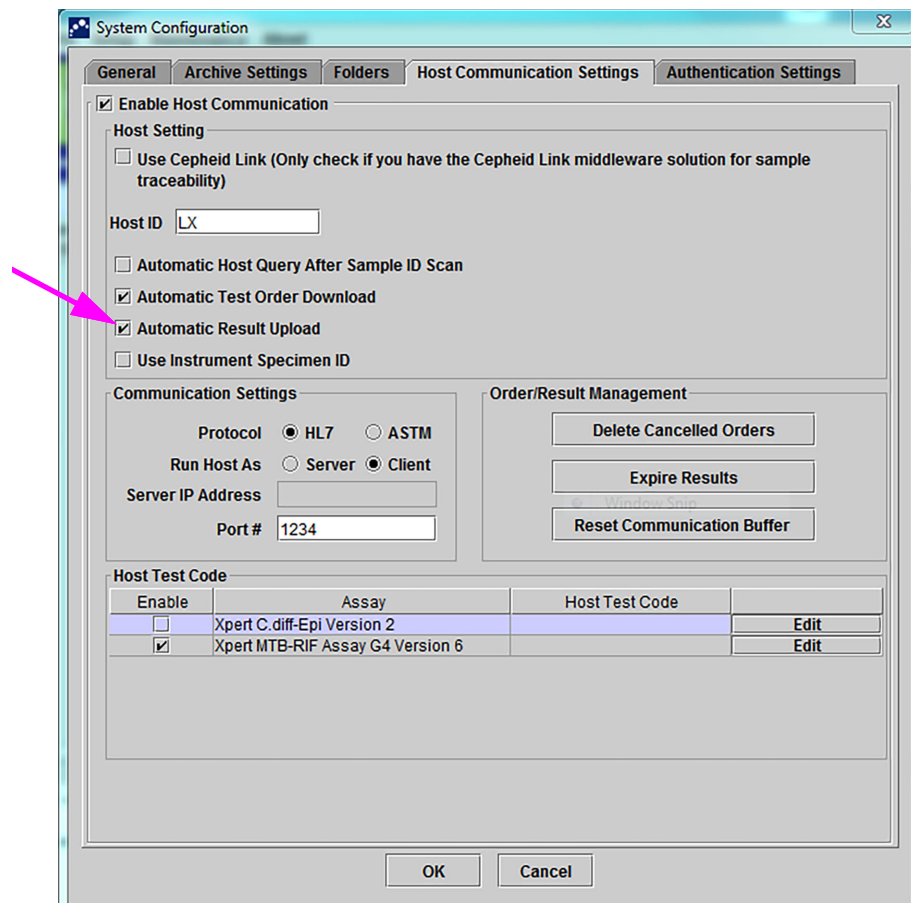 System Configuration
General Archive Settings Folders Host Communication Settings Authentication Settings
Enable Host Communication
Host Setting
Use Cepheid Link (Only check if you have the Cepheid Link middleware solution for sample
traceability)
Host ID LX
Automatic Host Query After Sample ID Scan
Automatic Test Order Download
Automatic Result Upload
Use Instrument Specimen ID
Communication Settings
Protocol HL7 ASTM
Run Host As Server Client
Server IP Address
Port # 1234
Order/Result Management
Delete Cancelled Orders
Expire Results
Window Snip
Reset Communication Buffer
Host Test Code
Enable Assay Host Test Code
Xpert C.diff-Epi Version 2 Edit
Xpert MTB-RIF Assay G4 Version 6 Edit
OK Cancel